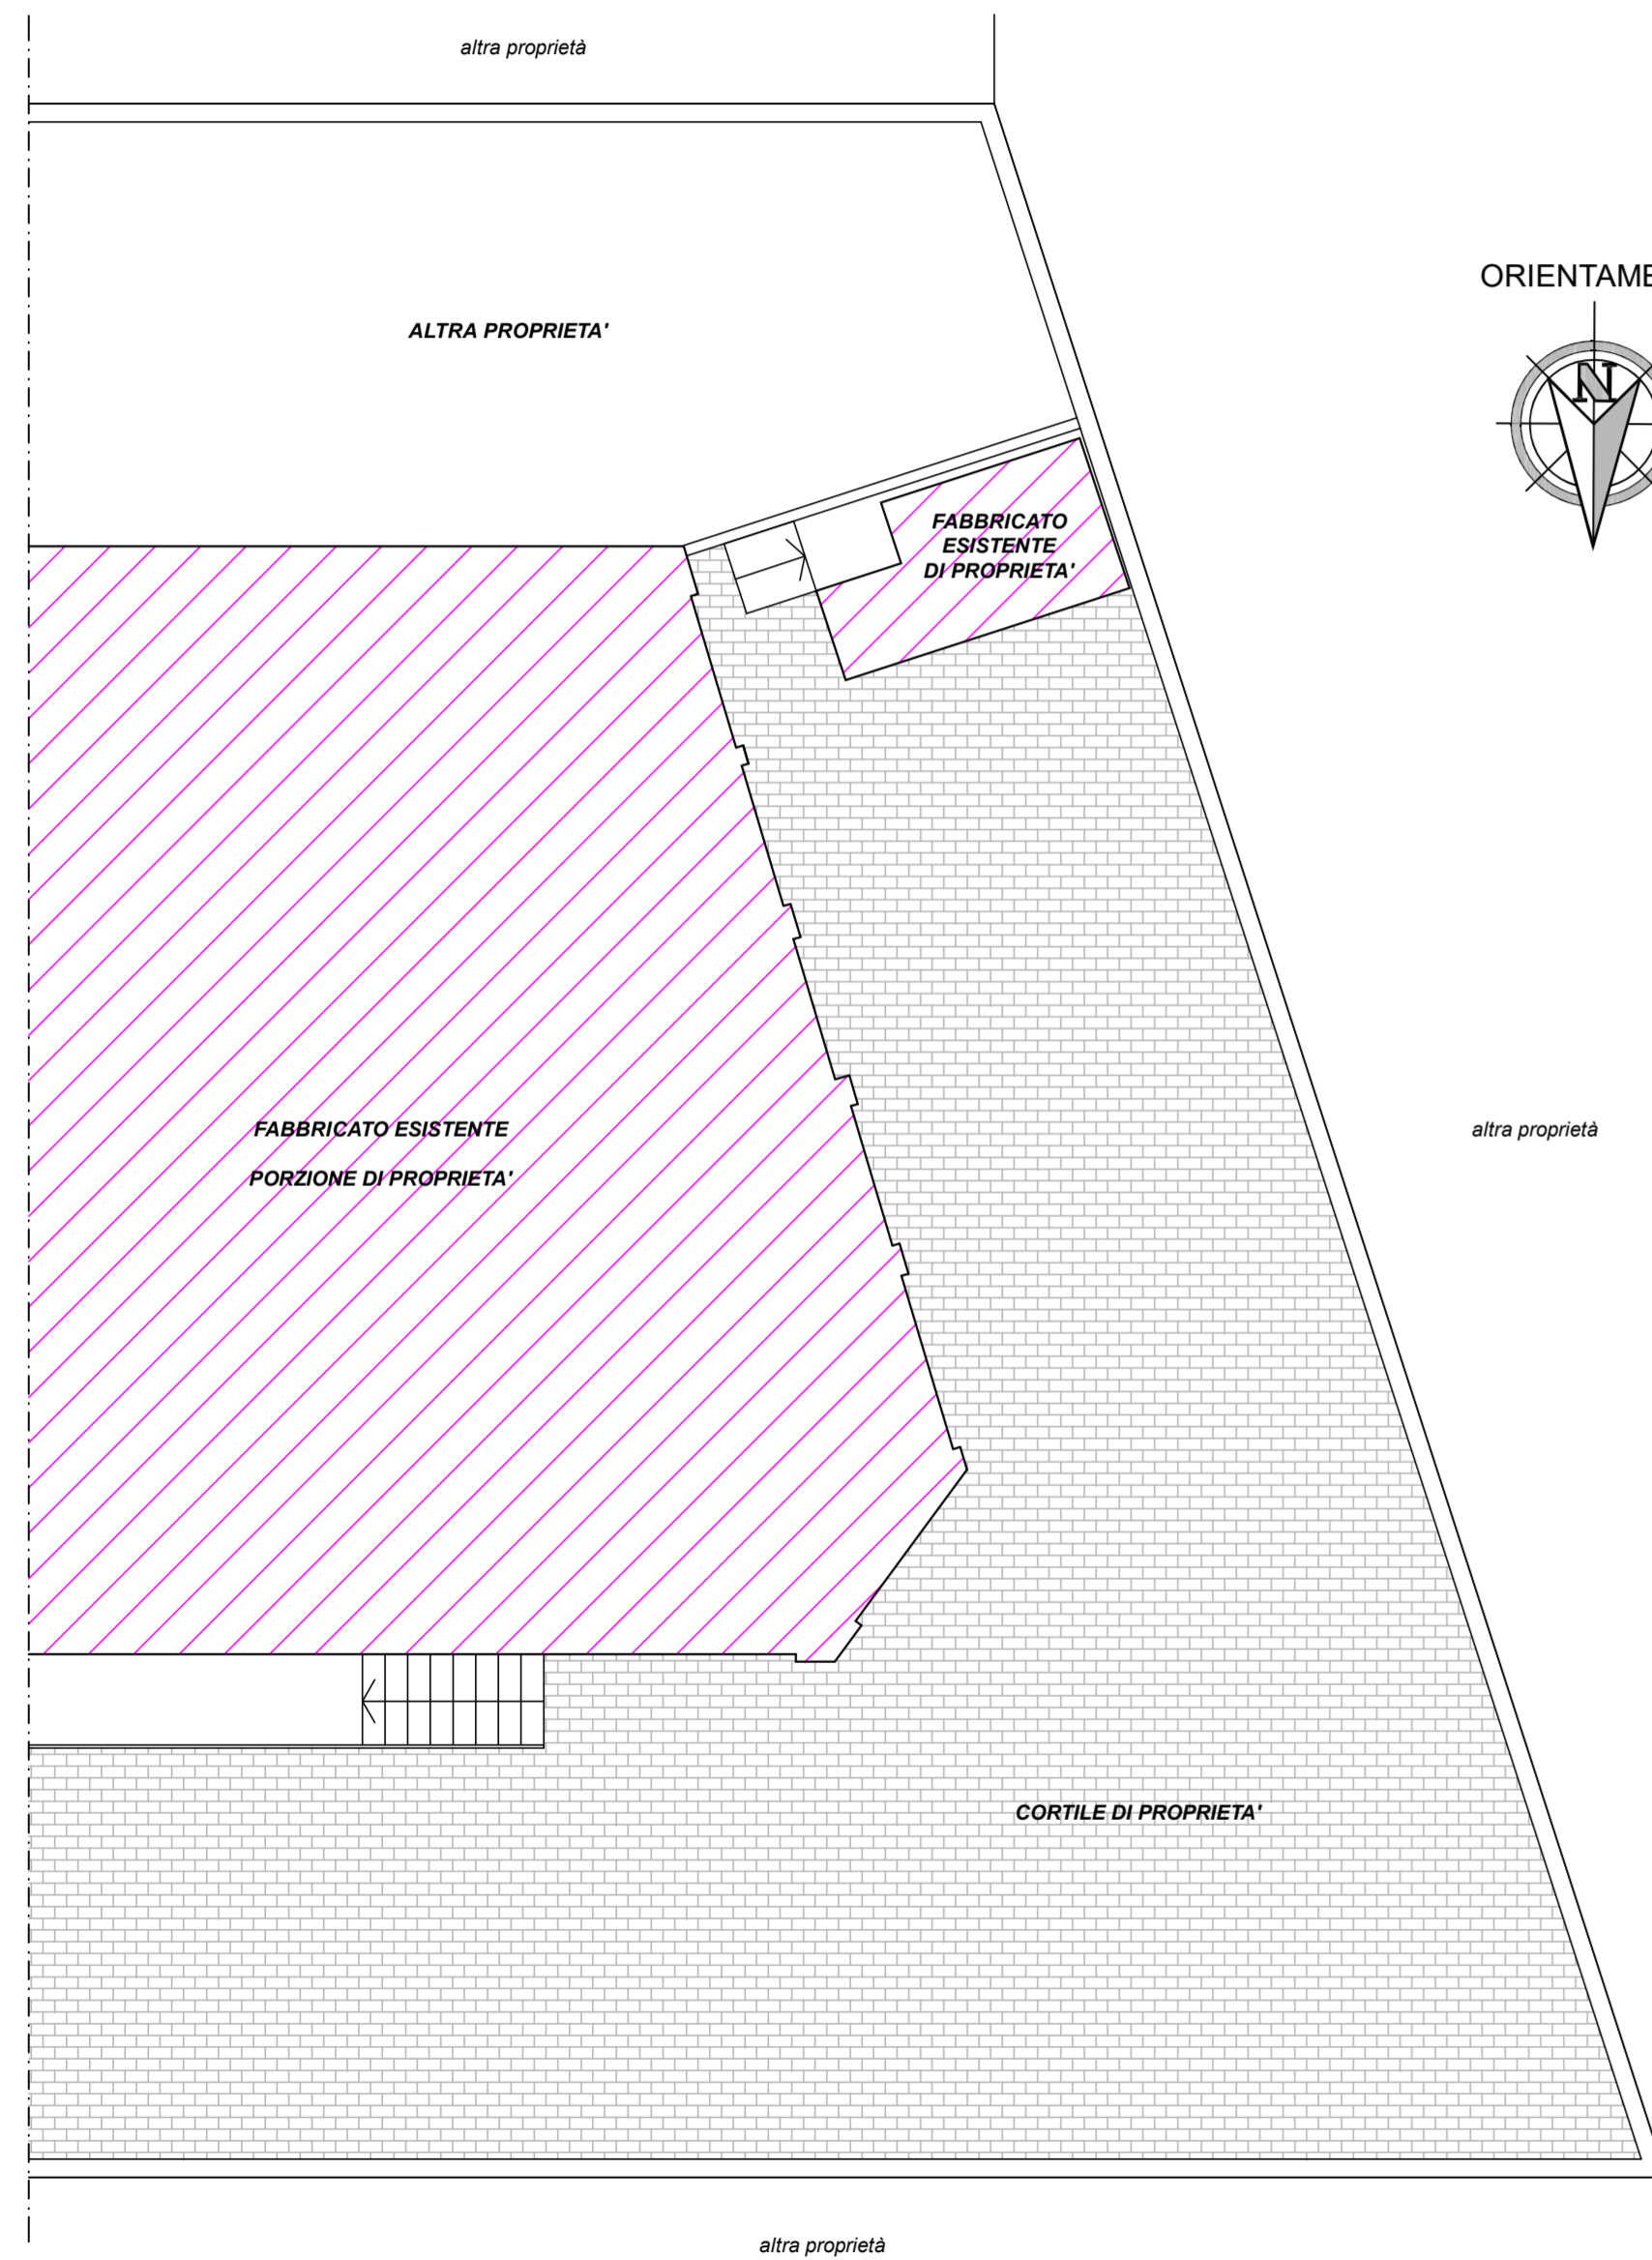 altra proprietà
ORIENTAME
N
ALTRA PROPRIETA'
FABBRICATO
ESISTENTE
DI PROPRIETA'
FABBRICATO ESISTENTE
PORZIONE DI PROPRIETA'
altra proprietà
CORTILE DI PROPRIETA'
altra proprietà